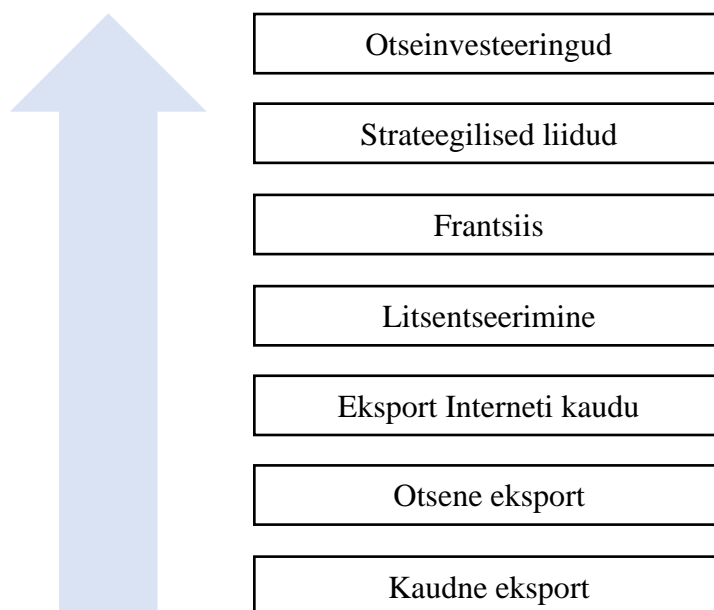 Otseinvesteeringud
Strateegilised liidud
Frantsiis
Litsentseerimine
Eksport Interneti kaudu
Otsene eksport
Kaudne eksport